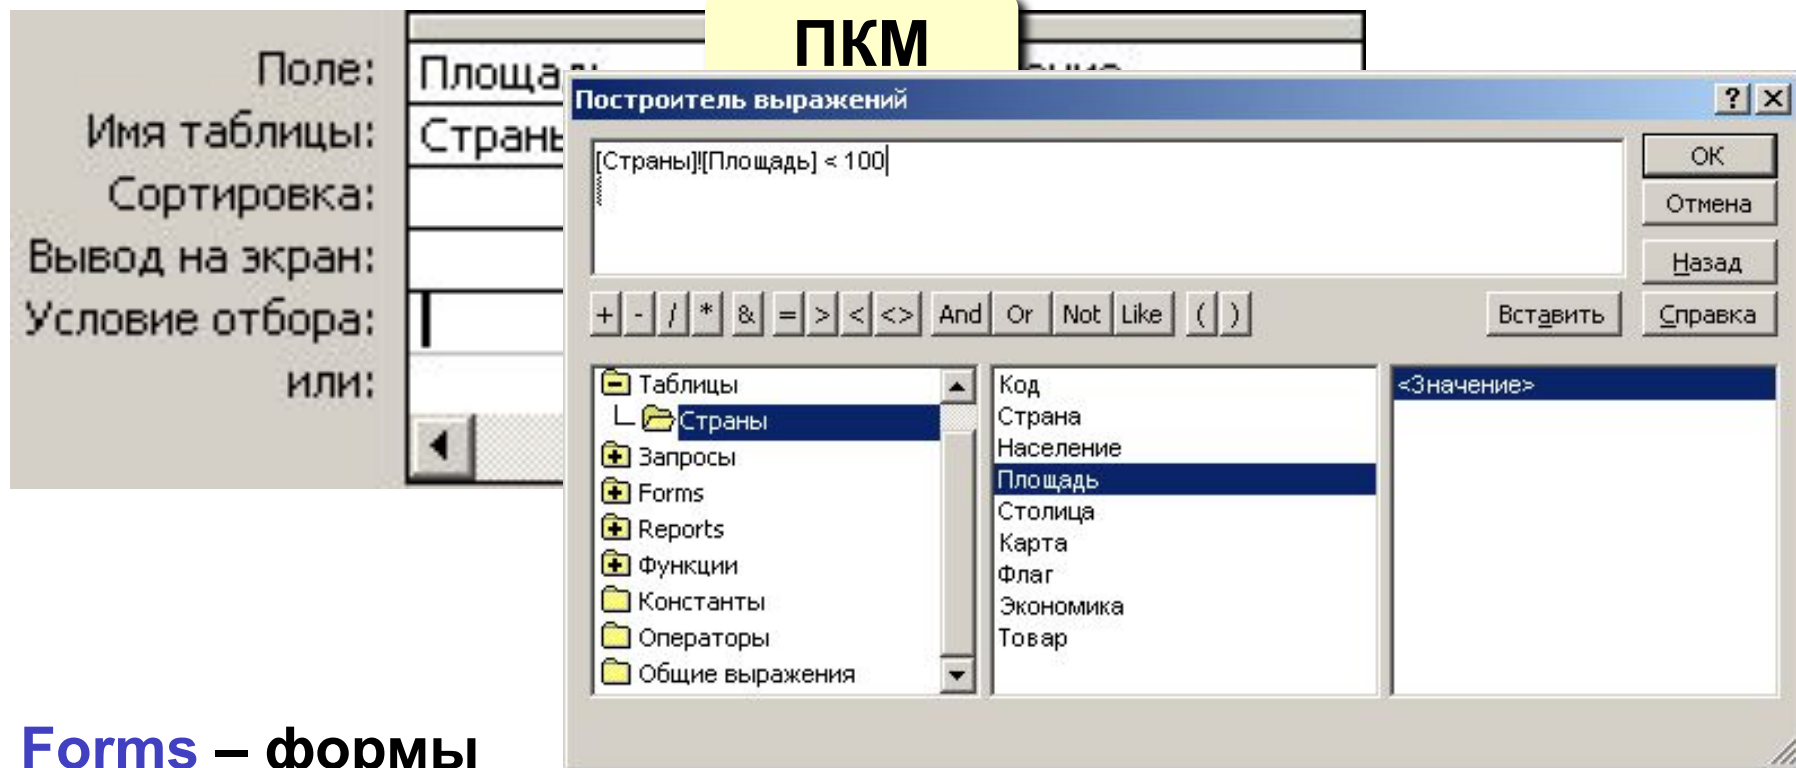 ПКМ
Поле: Площадь
Имя таблицы: Страны
Сортировка:
Вывод на экран:
Условие отбора:
или:
Построитель выражений
[Страны]![Площадь] < 100
OK
Отмена
Назад
+ - / * & = > < <> And Or Not Like ( ) Вставить Справка
Таблицы
Страны
Запросы
Forms
Reports
Функции
Константы
Операторы
Общие выражения
Код
Страна
Население
Площадь
Столица
Карта
Флаг
Экономика
Товар
<Значение>
Forms – формы